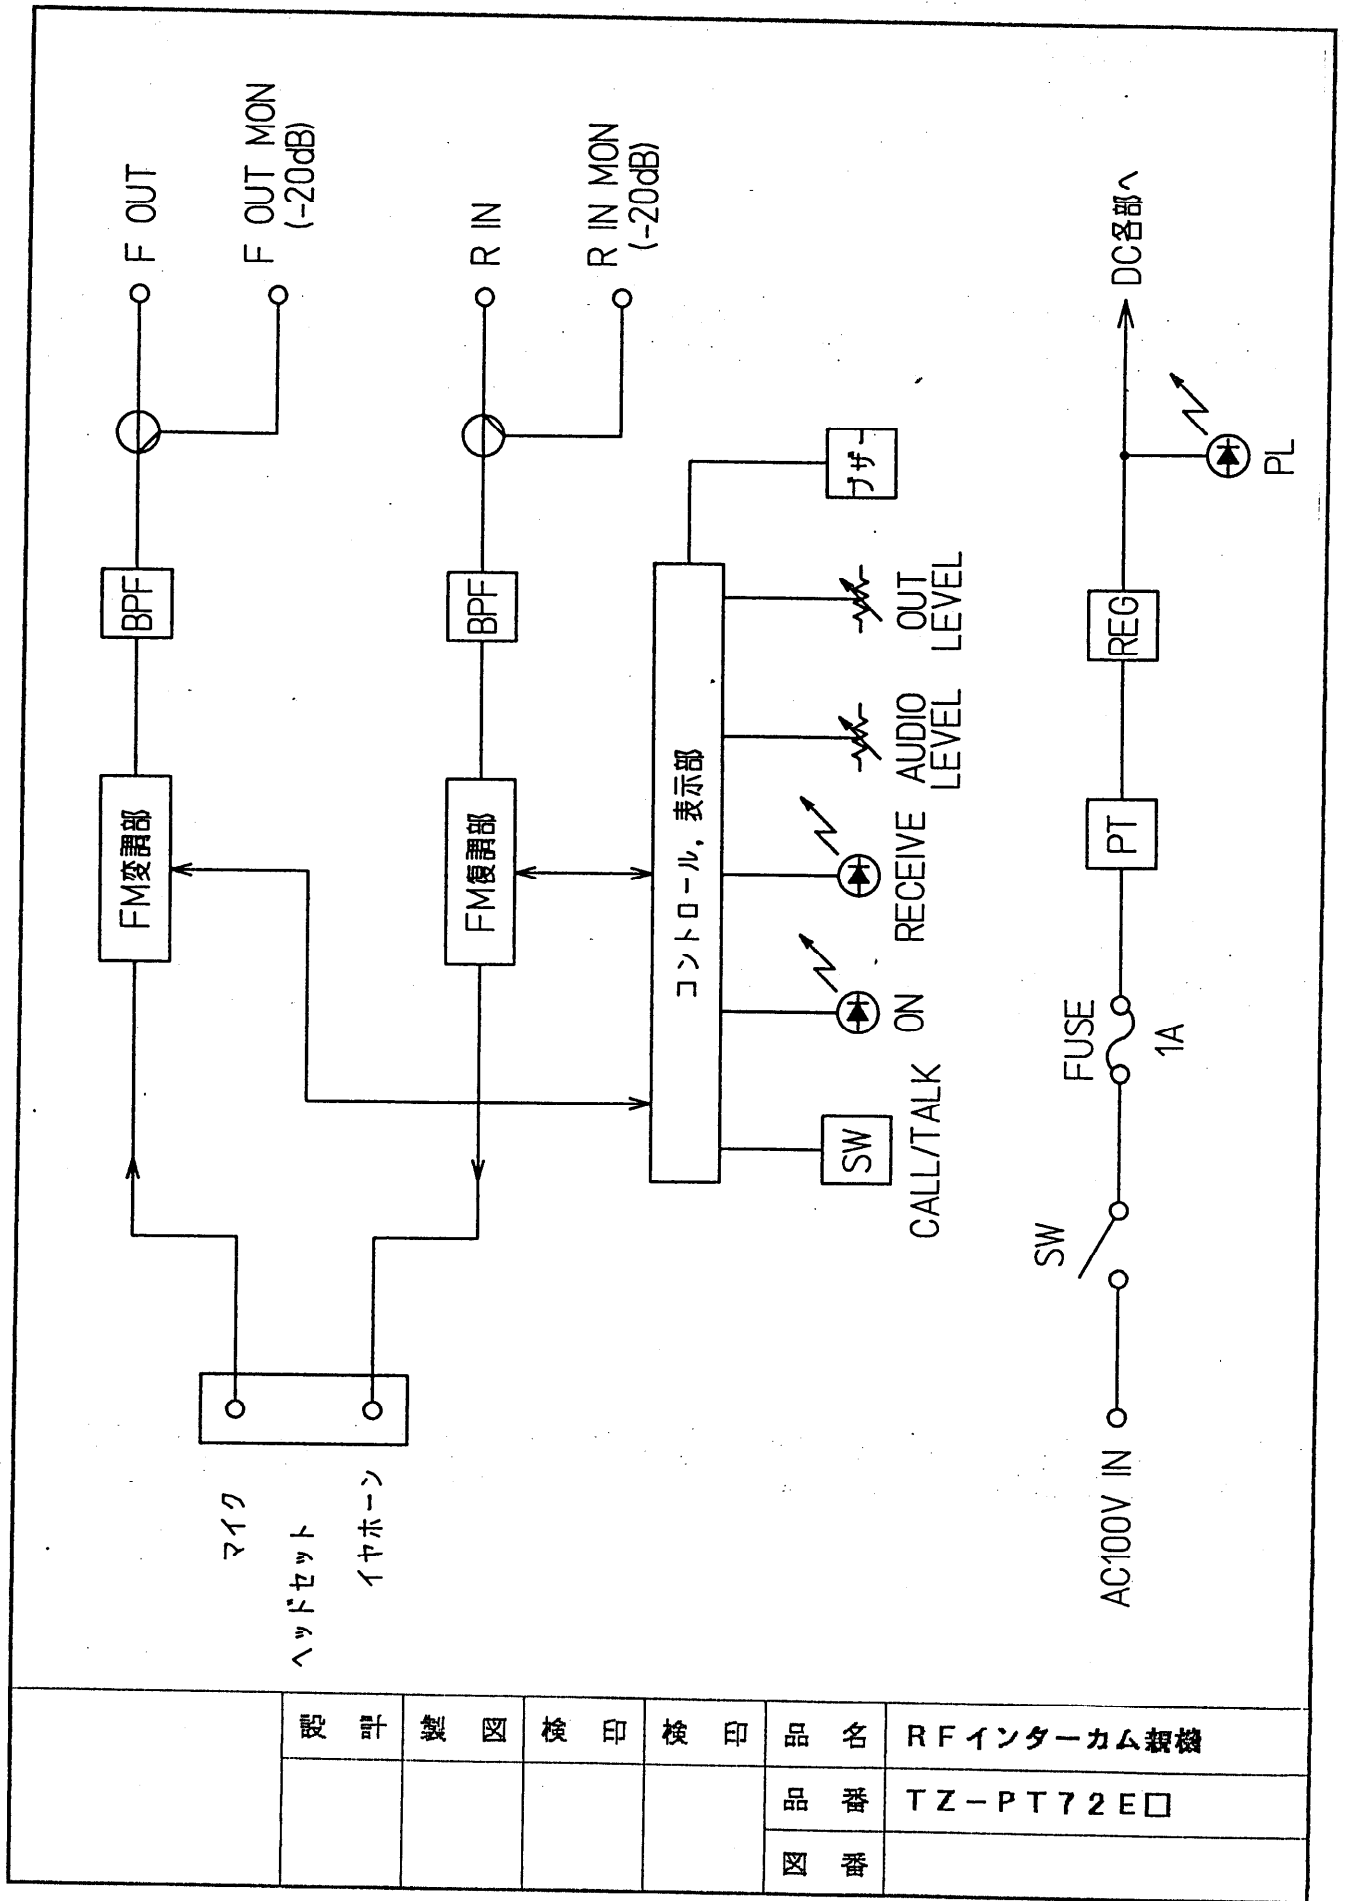 F OUT
F OUT MON
(-20dB)
BPF
FM変調部
R IN
R IN MON
(-20dB)
BPF
FM復調部
マイク
ヘッドセット
イヤホーン
コントロール，表示部
ブザー
SW
CALL/TALK
ON
RECEIVE
AUDIO
LEVEL
OUT
LEVEL
AC100V IN
SW
FUSE
1A
PT
REG
DC各部へ
PL
設計
製図
検印
検印
品名
RFインターカム親機
品番
TZ-PT72E□
図番